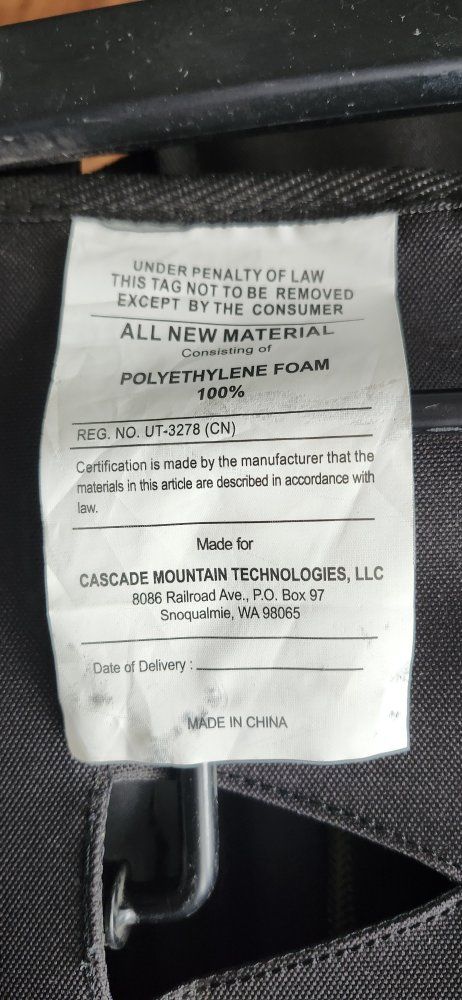 UNDER PENALTY OF LAW
THIS TAG NOT TO BE REMOVED
EXCEPT BY THE CONSUMER
ALL NEW MATERIAL
Consisting of
POLYETHYLENE FOAM
100%
REG. NO. UT-3278 (CN)
Certification is made by the manufacturer that the
materials in this article are described in accordance with
law.
Made for
CASCADE MOUNTAIN TECHNOLOGIES, LLC
8086 Railroad Ave., P.O. Box 97
Snoqualmie, WA 98065
Date of Delivery :
MADE IN CHINA